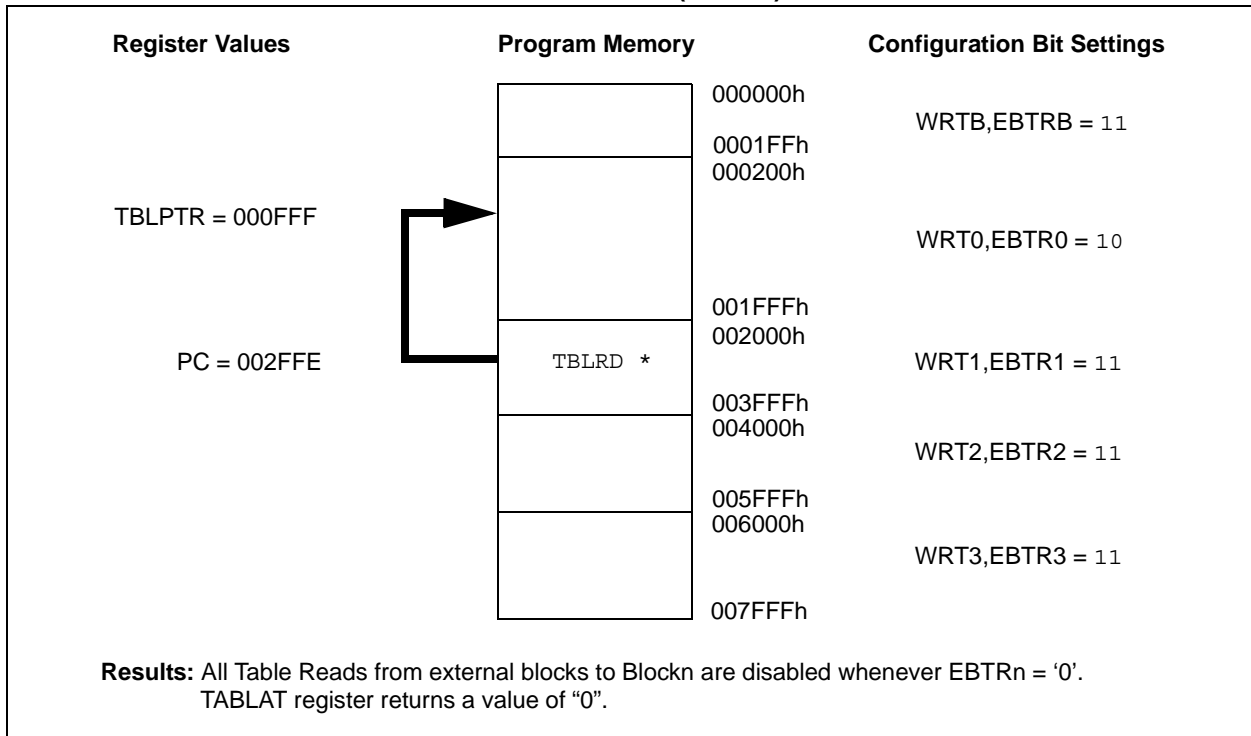 Register Values Program Memory Configuration Bit Settings
000000h
WRTB,EBTRB = 11
0001FFh
000200h
TBLPTR = 000FFF
WRT0,EBTR0 = 10
001FFFh
002000h
PC = 002FFE TBLRD * WRT1,EBTR1 = 11
003FFFh
004000h
WRT2,EBTR2 = 11
005FFFh
006000h
WRT3,EBTR3 = 11
007FFFh
Results: All Table Reads from external blocks to Blockn are disabled whenever EBTRn = ‘0’.
TABLAT register returns a value of “0”.